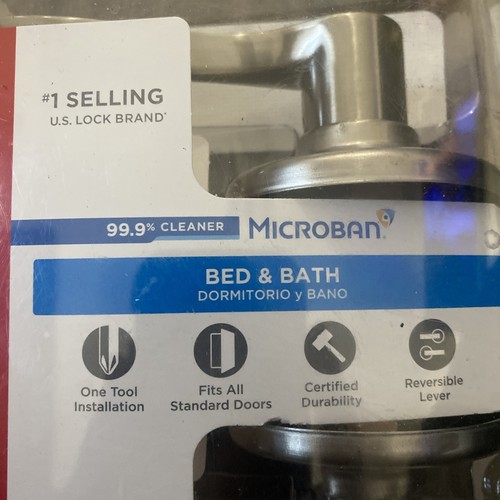 #1 SELLING
U.S. LOCK BRAND*
99.9% CLEANER MICROBAN®
BED & BATH
DORMITORIO y BANO
One Tool
Installation
Fits All
Standard Doors
Certified
Durability
Reversible
Lever